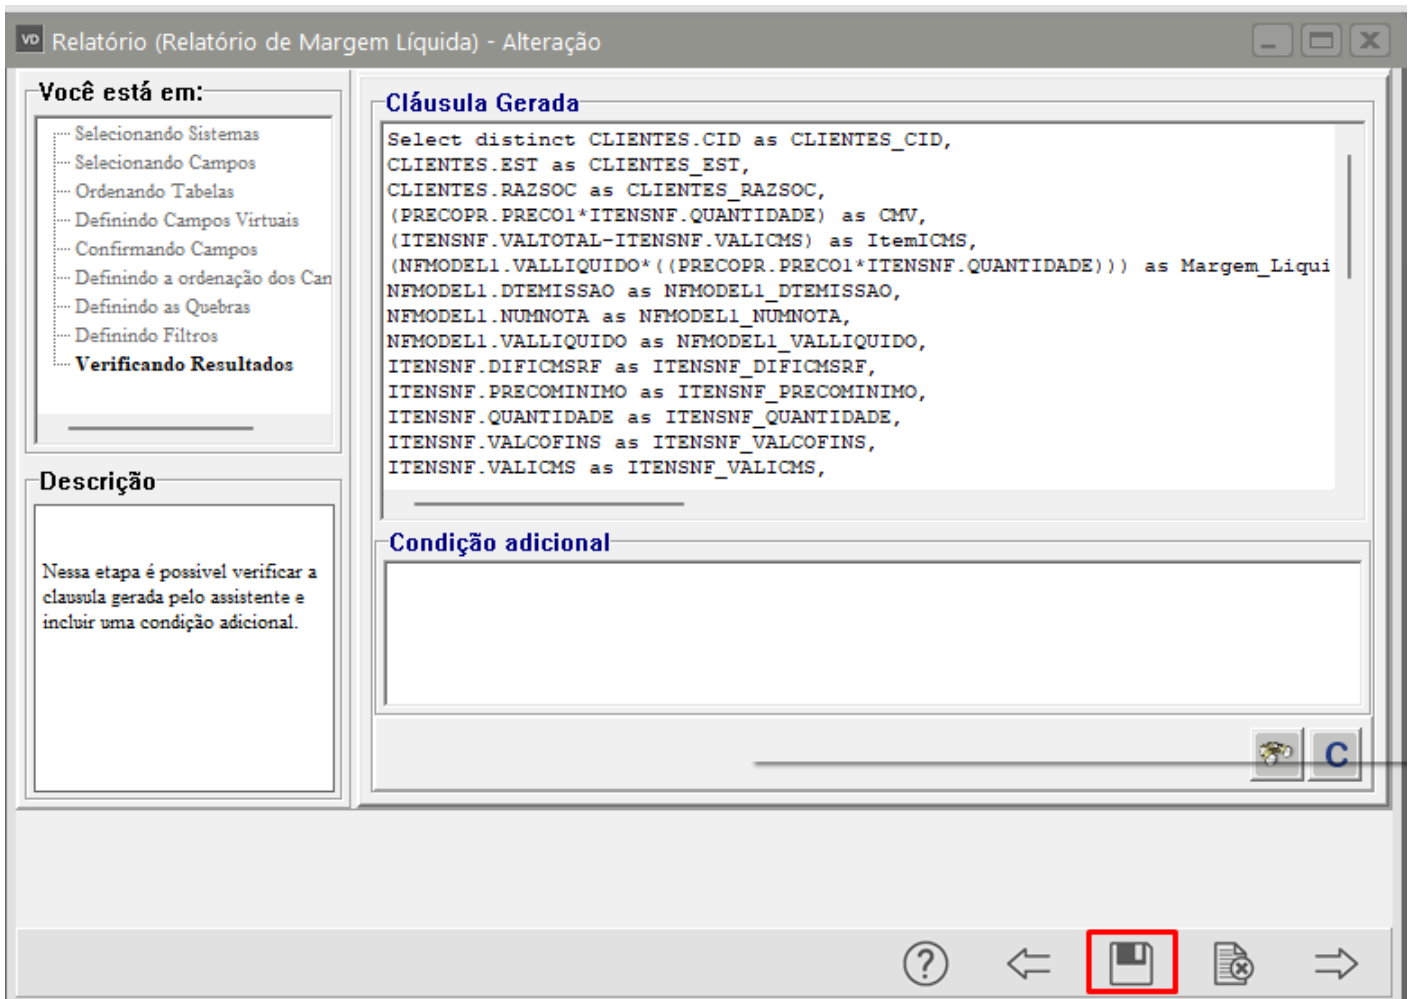 VD Relatório (Relatório de Margem Líquida) - Alteração
Você está em:
Selecionando Sistemas
Selecionando Campos
Ordenando Tabelas
Definindo Campos Virtuais
Confirmando Campos
Definindo a ordenação dos Can
Definindo as Quebras
Definindo Filtros
Verificando Resultados
Descrição
Nessa etapa é possivel verificar a
clausula gerada pelo assistente e
incluir uma condição adicional.
Cláusula Gerada
Select distinct CLIENTES.CID as CLIENTES_CID,
CLIENTES.EST as CLIENTES_EST,
CLIENTES.RAZSOC as CLIENTES_RAZSOC,
(PRECOPR.PRECO1*ITENSNF.QUANTIDADE) as CMV,
(ITENSNF.VALTOTAL-ITENSNF.VALICMS) as ItemICMS,
(NFMODEL1.VALLIQUIDO*((PRECOPR.PRECO1*ITENSNF.QUANTIDADE))) as Margem_Liqui
NFMODEL1.DTEMISSAO as NFMODEL1_DTEMISSAO,
NFMODEL1.NUMNOTA as NFMODEL1_NUMNOTA,
NFMODEL1.VALLIQUIDO as NFMODEL1_VALLIQUIDO,
ITENSNF.DIFICMSRF as ITENSNF_DIFICMSRF,
ITENSNF.PRECOMINIMO as ITENSNF_PRECOMINIMO,
ITENSNF.QUANTIDADE as ITENSNF_QUANTIDADE,
ITENSNF.VALCOFINS as ITENSNF_VALCOFINS,
ITENSNF.VALICMS as ITENSNF_VALICMS,
Condição adicional
C
?